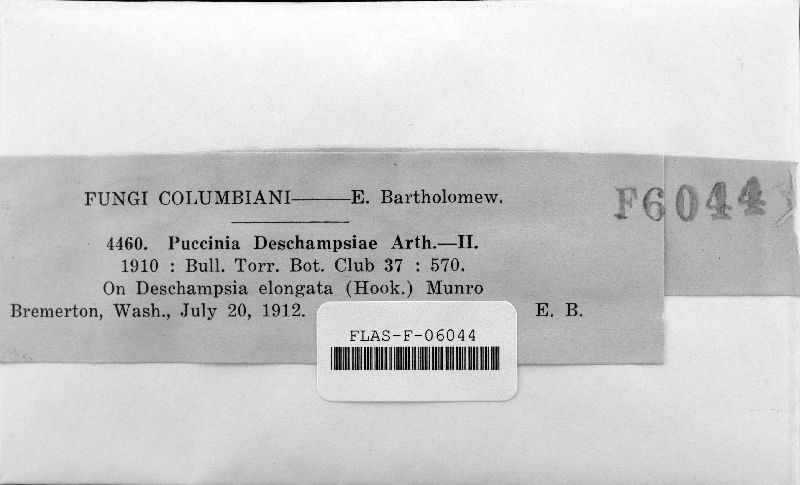 FUNGI COLUMBIANI——E. Bartholomew.
F6044
4460. Puccinia Deschampsiae Arth.—II.
1910 : Bull. Torr. Bot. Club 37 : 570.
On Deschampsia elongata (Hook.) Munro
Bremerton, Wash., July 20, 1912. E. B.
FLAS-F-06044